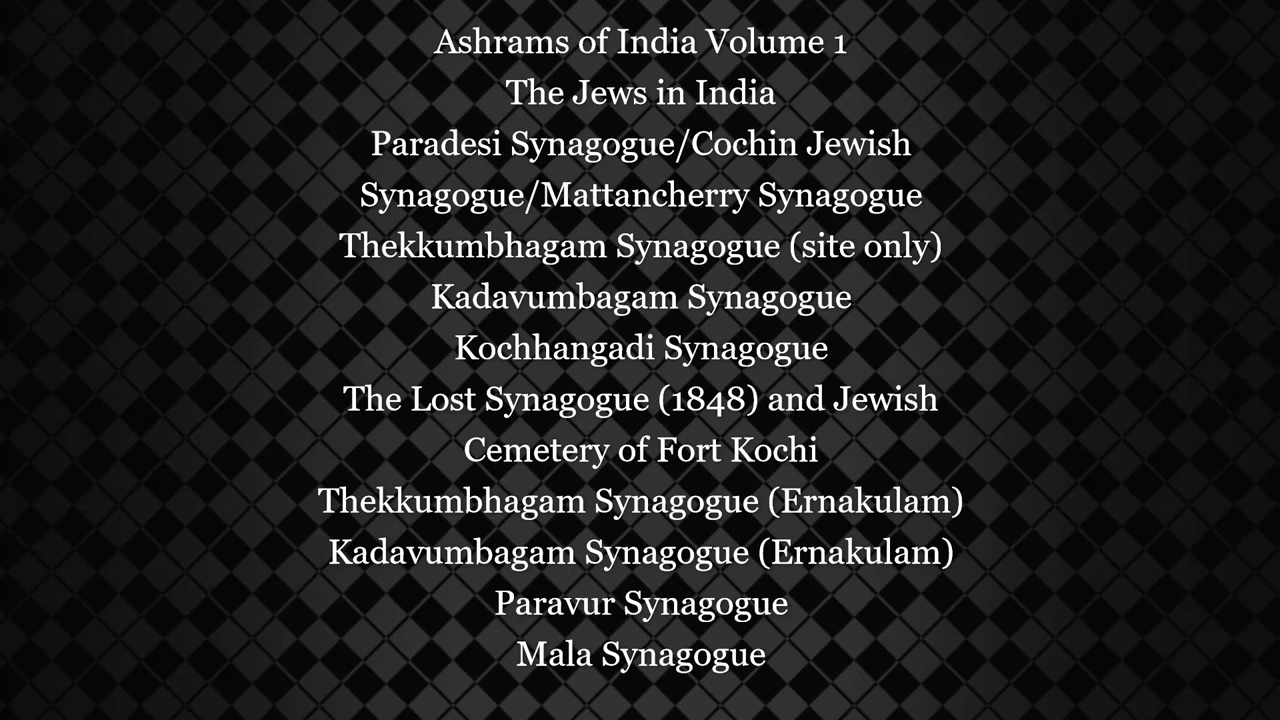 Ashrams of India Volume 1
The Jews in India
Paradesi Synagogue/Cochin Jewish
Synagogue/Mattancherry Synagogue
Thekkumbhagam Synagogue (site only)
Kadavumbagam Synagogue
Kochhangadi Synagogue
The Lost Synagogue (1848) and Jewish
Cemetery of Fort Kochi
Thekkumbhagam Synagogue (Ernakulam)
Kadavumbagam Synagogue (Ernakulam)
Paravur Synagogue
Mala Synagogue